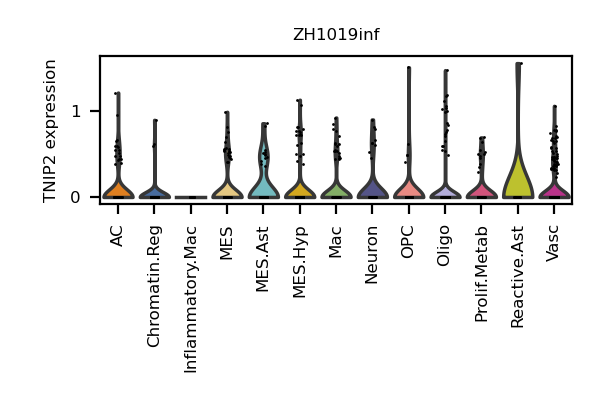 ZH1019inf
TNIP2 expression
1
0
AC
Chromatin.Reg
Inflammatory.Mac
MES
MES.Ast
MES.Hyp
Mac
Neuron
OPC
Oligo
Prolif.Metab
Reactive.Ast
Vasc